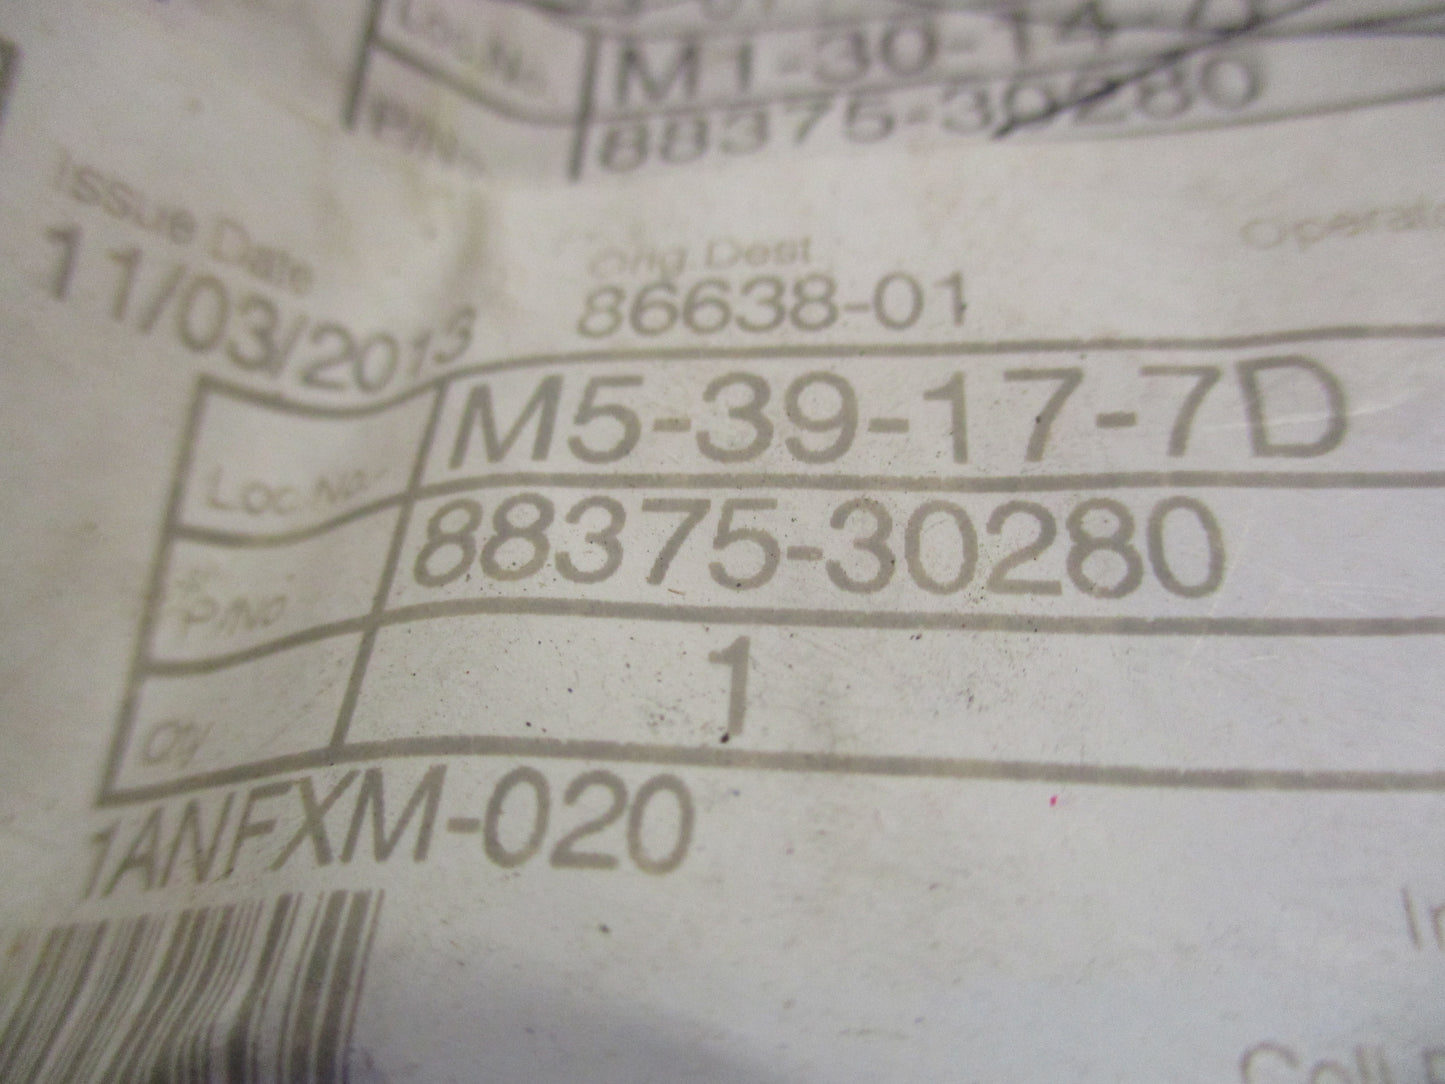 M1-30-14-
88375-30280
Issue Date
11/03/2013
Orig.Dest
86638-01
Loc.No.
M5-39-17-7D
P/No
88375-30280
Qty
1
1ANFXM-020